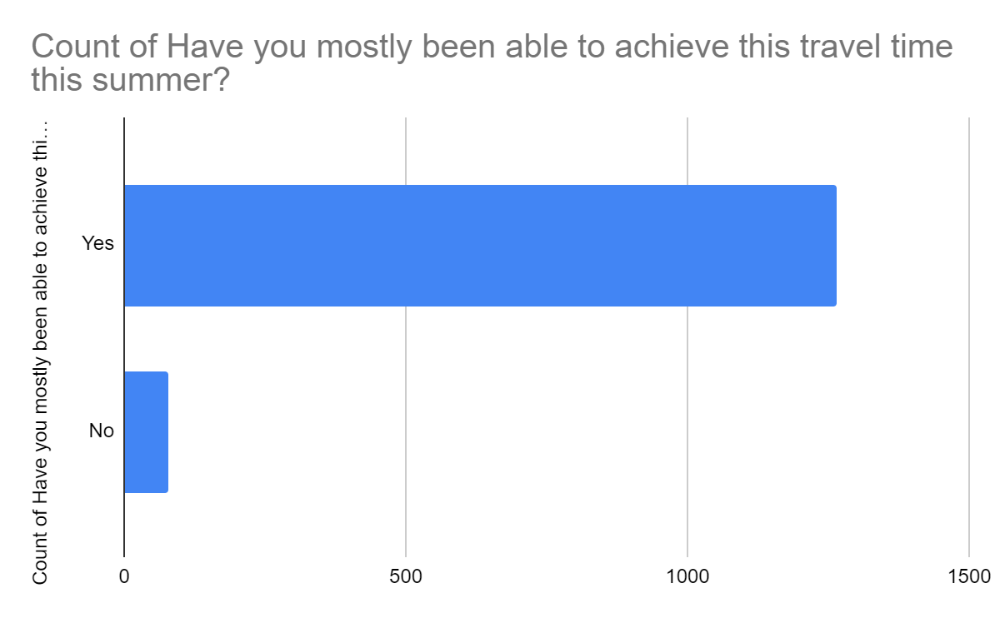 Count of Have you mostly been able to achieve this travel time
this summer?
Count of Have you mostly been able to achieve thi…
Yes
No
0
500
1000
1500